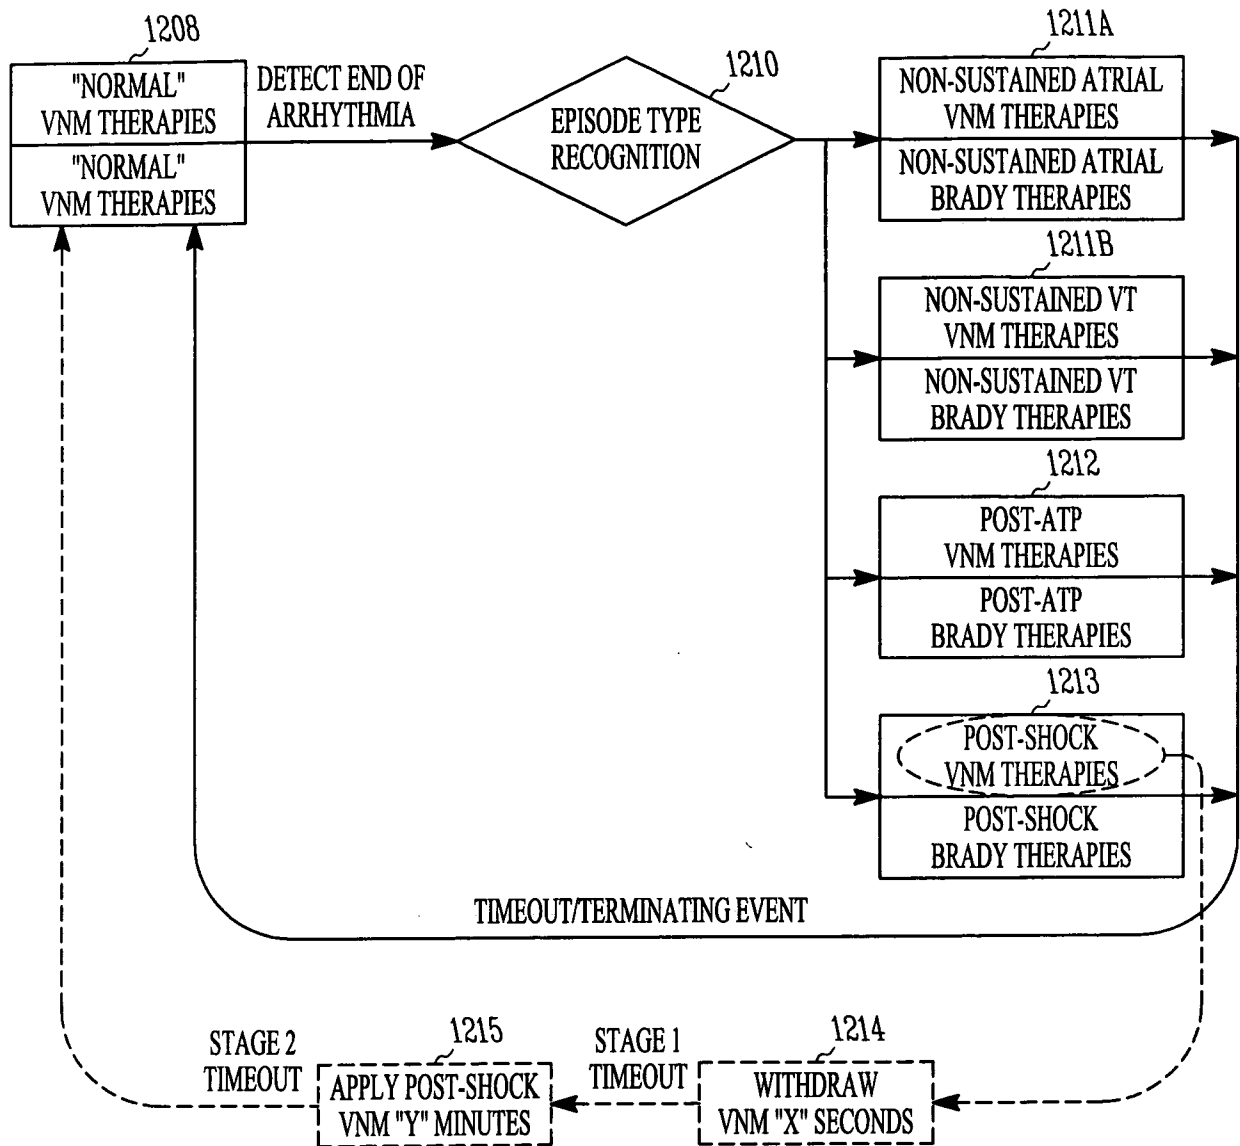 1208
"NORMAL"
VNM THERAPIES
"NORMAL"
VNM THERAPIES
DETECT END OF
ARRHYTHMIA
1210
EPISODE TYPE
RECOGNITION
1211A
NON-SUSTAINED ATRIAL
VNM THERAPIES
NON-SUSTAINED ATRIAL
BRADY THERAPIES
1211B
NON-SUSTAINED VT
VNM THERAPIES
NON-SUSTAINED VT
BRADY THERAPIES
1212
POST-ATP
VNM THERAPIES
POST-ATP
BRADY THERAPIES
1213
POST-SHOCK
VNM THERAPIES
POST-SHOCK
BRADY THERAPIES
TIMEOUT/TERMINATING EVENT
STAGE 2
TIMEOUT
1215
APPLY POST-SHOCK
VNM "Y" MINUTES
STAGE 1
TIMEOUT
1214
WITHDRAW
VNM "X" SECONDS